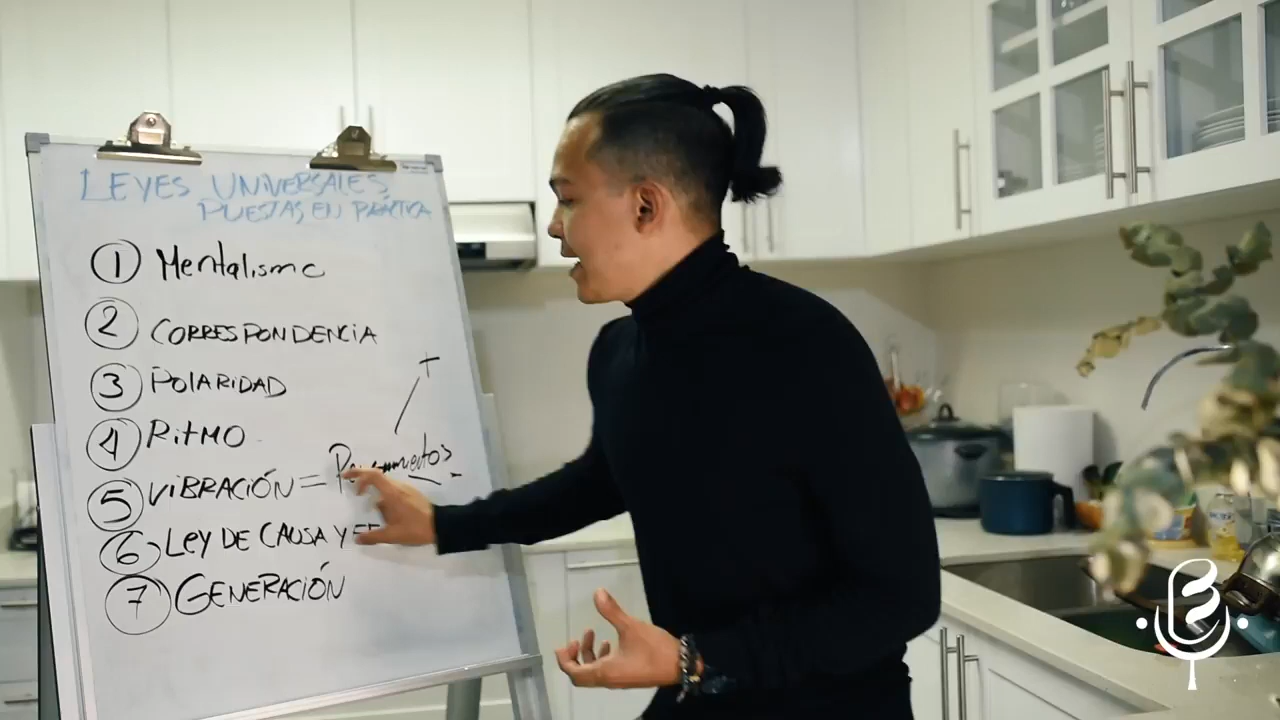 LEYES UNIVERSALES
PUESTAS EN PRÁCTICA
1 Mentalismo
2 CORRESPONDENCIA
3 POLARIDAD
4 RITMO
+
5 VIBRACIÓN = Pensamientos
6 LEY DE CAUSA Y
7 GENERACIÓN